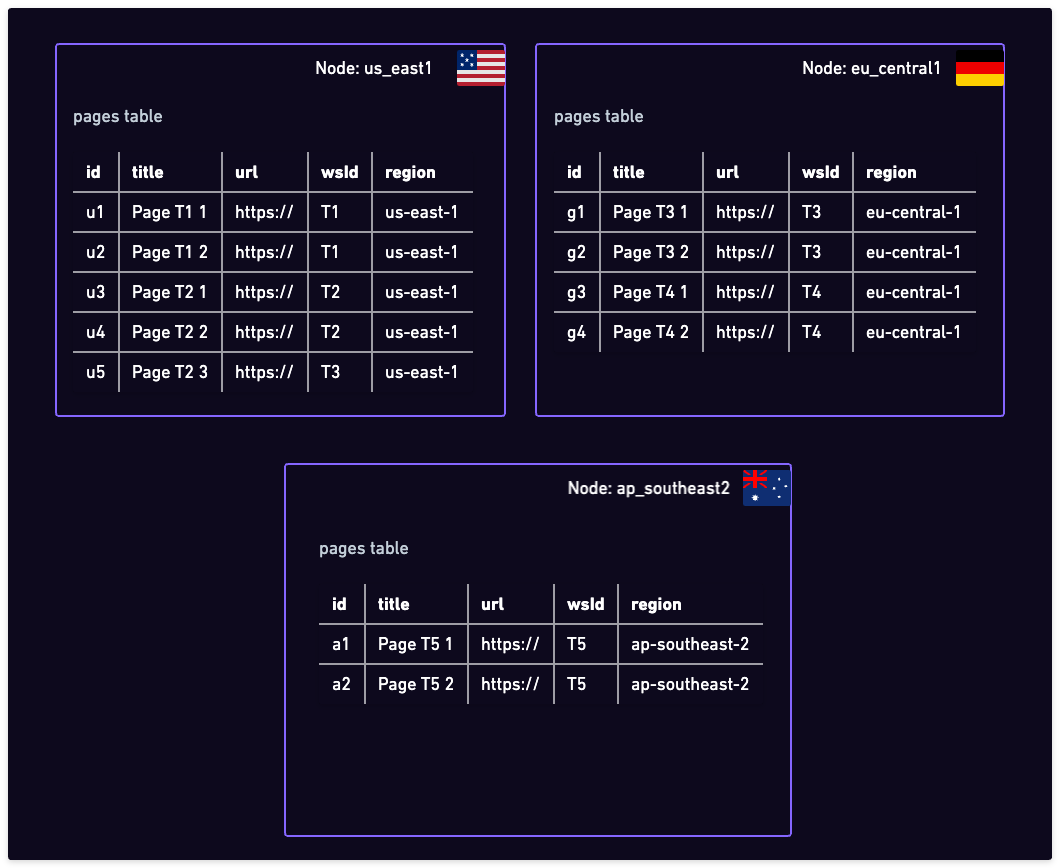 Node: us_east1
pages table
id title url wsId region
u1 Page T1 1 https:// T1 us-east-1
u2 Page T1 2 https:// T1 us-east-1
u3 Page T2 1 https:// T2 us-east-1
u4 Page T2 2 https:// T2 us-east-1
u5 Page T2 3 https:// T3 us-east-1
Node: eu_central1
pages table
id title url wsId region
g1 Page T3 1 https:// T3 eu-central-1
g2 Page T3 2 https:// T3 eu-central-1
g3 Page T4 1 https:// T4 eu-central-1
g4 Page T4 2 https:// T4 eu-central-1
Node: ap_southeast2
pages table
id title url wsId region
a1 Page T5 1 https:// T5 ap-southeast-2
a2 Page T5 2 https:// T5 ap-southeast-2